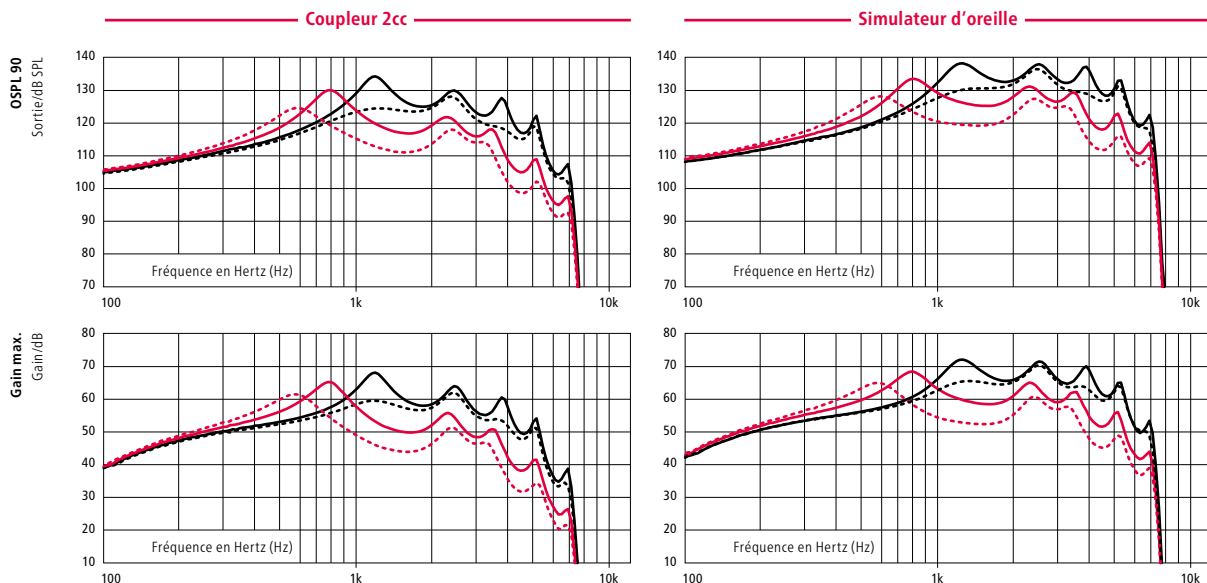 Coupleur 2cc
Simulateur d'oreille
OSPL 90
Sortie/dB SPL
140
130
120
110
100
90
80
70
Fréquence en Hertz (Hz)
100
1k
10k
140
130
120
110
100
90
80
70
Fréquence en Hertz (Hz)
100
1k
10k
Gain max.
Gain/dB
80
70
60
50
40
30
20
10
Fréquence en Hertz (Hz)
100
1k
10k
80
70
60
50
40
30
20
10
Fréquence en Hertz (Hz)
100
1k
10k